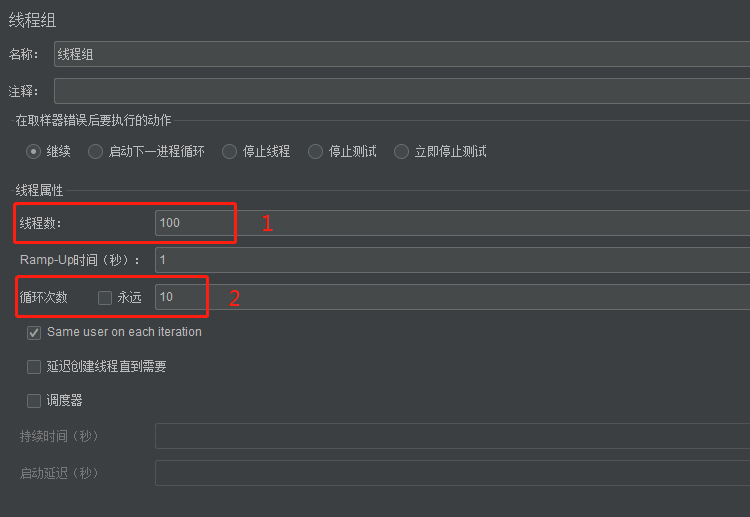 线程组
名称： 线程组
注释：
在取样器错误后要执行的动作
继续 启动下一进程循环 停止线程 停止测试 立即停止测试
线程属性
线程数： 100 1
Ramp-Up时间（秒）： 1
循环次数 永远 10 2
Same user on each iteration
延迟创建线程直到需要
调度器
持续时间（秒）
启动延迟（秒）